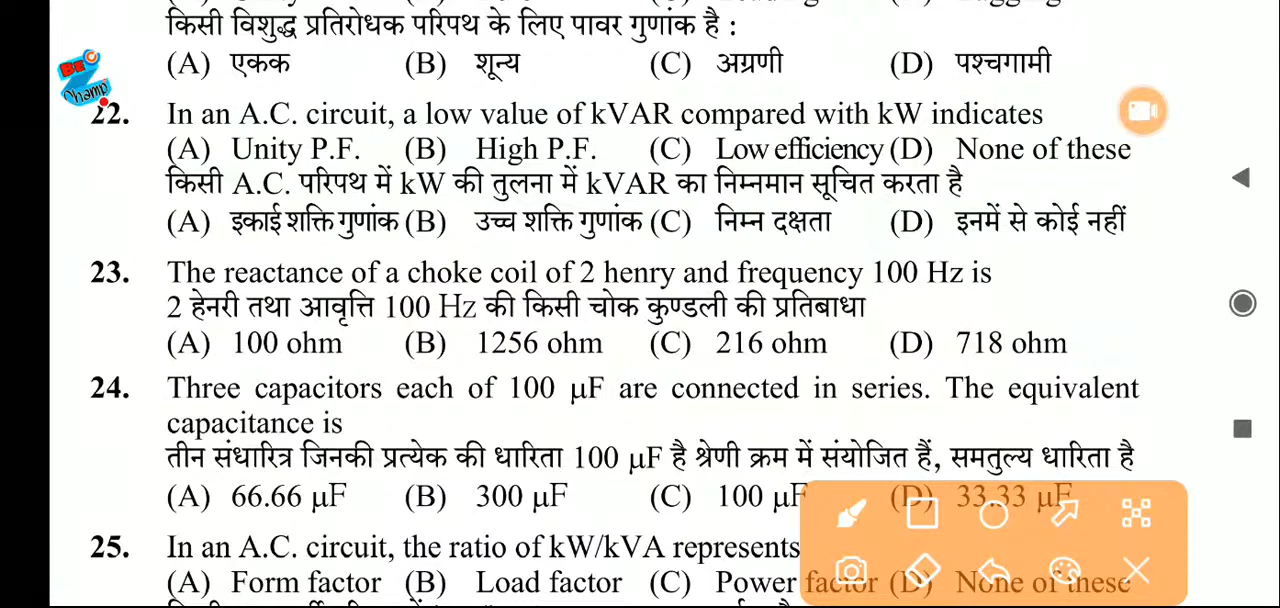 किसी विशुद्ध प्रतिरोधक परिपथ के लिए पावर गुणांक है :
(A) एकक (B) शून्य (C) अग्रणी (D) पश्चगामी
Be
Champ
22. In an A.C. circuit, a low value of kVAR compared with kW indicates
(A) Unity P.F. (B) High P.F. (C) Low efficiency (D) None of these
किसी A.C. परिपथ में kW की तुलना में kVAR का निम्नमान सूचित करता है
(A) इकाई शक्ति गुणांक (B) उच्च शक्ति गुणांक (C) निम्न दक्षता (D) इनमें से कोई नहीं
23. The reactance of a choke coil of 2 henry and frequency 100 Hz is
2 हेनरी तथा आवृत्ति 100 Hz की किसी चोक कुण्डली की प्रतिबाधा
(A) 100 ohm (B) 1256 ohm (C) 216 ohm (D) 718 ohm
24. Three capacitors each of 100 µF are connected in series. The equivalent
capacitance is
तीन संधारित्र जिनकी प्रत्येक की धारिता 100 µF है श्रेणी क्रम में संयोजित हैं, समतुल्य धारिता है
(A) 66.66 µF (B) 300 µF (C) 100 µF (D) 33.33 µF
25. In an A.C. circuit, the ratio of kW/kVA represents
(A) Form factor (B) Load factor (C) Power factor (D) None of these